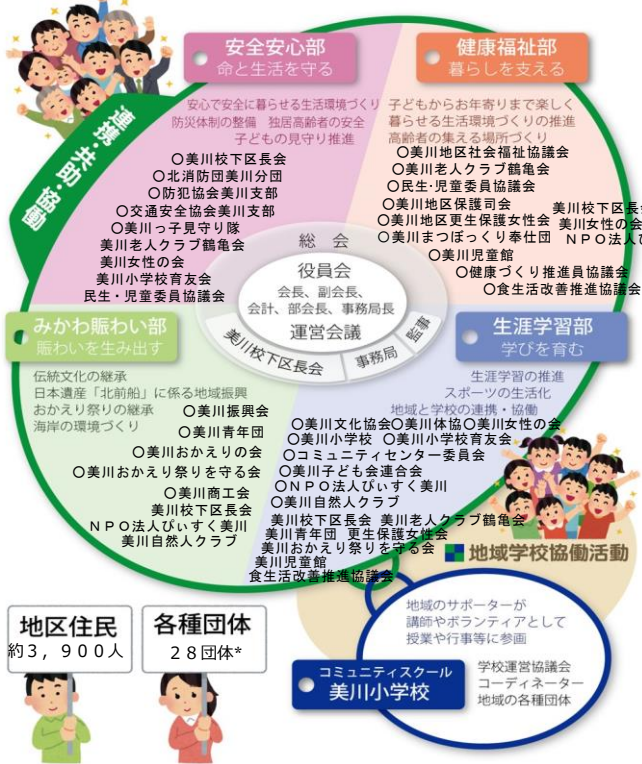 連携・共助・協働
安全安心部
命と生活を守る
安心で安全に暮らせる生活環境づくり
防災体制の整備 独居高齢者の安全
子どもの見守り推進
〇美川校下区長会
〇北消防団美川分団
〇防犯協会美川支部
〇交通安全協会美川支部
〇美川っ子見守り隊
美川老人クラブ鶴亀会
美川女性の会
美川小学校育友会
民生・児童委員協議会
健康福祉部
暮らしを支える
子どもからお年寄りまで楽しく
暮らせる生活環境づくりの推進
高齢者の集える場所づくり
〇美川地区社会福祉協議会
〇美川老人クラブ鶴亀会
〇民生・児童委員協議会
〇美川地区保護司会
〇美川地区更生保護女性会
〇美川まつぼっくり奉仕団
〇美川児童館
〇健康づくり推進員協議会
〇食生活改善推進協議会
美川校下区長会
美川女性の会
NPO法人ぴ
総会
役員会
会長、副会長、
会計、部会長、事務局長
運営会議
美川校下区長会
事務局
監事
みかわ賑わい部
賑わいを生み出す
伝統文化の継承
日本遺産「北前船」に係る地域振興
おかえり祭りの継承
海岸の環境づくり
〇美川振興会
〇美川青年団
〇美川おかえりの会
〇美川おかえり祭りを守る会
〇美川商工会
美川校下区長会
NPO法人ぴぃすく美川
美川自然人クラブ
生涯学習部
学びを育む
生涯学習の推進
スポーツの生活化
地域と学校の連携・協働
〇美川文化協会〇美川体協〇美川女性の会
〇美川小学校 〇美川小学校育友会
〇コミュニティセンター委員会
〇美川子ども会連合会
〇NPO法人ぴぃすく美川
〇美川自然人クラブ
美川校下区長会 美川老人クラブ鶴亀会
美川青年団 更生保護女性会
美川おかえり祭りを守る会
美川児童館
食生活改善推進協議会
地域学校協働活動
地域のサポーターが
講師やボランティアとして
授業や行事等に参画
コミュニティスクール
美川小学校
学校運営協議会
コーディネーター
地域の各種団体
地区住民
約3,900人
各種団体
28団体*